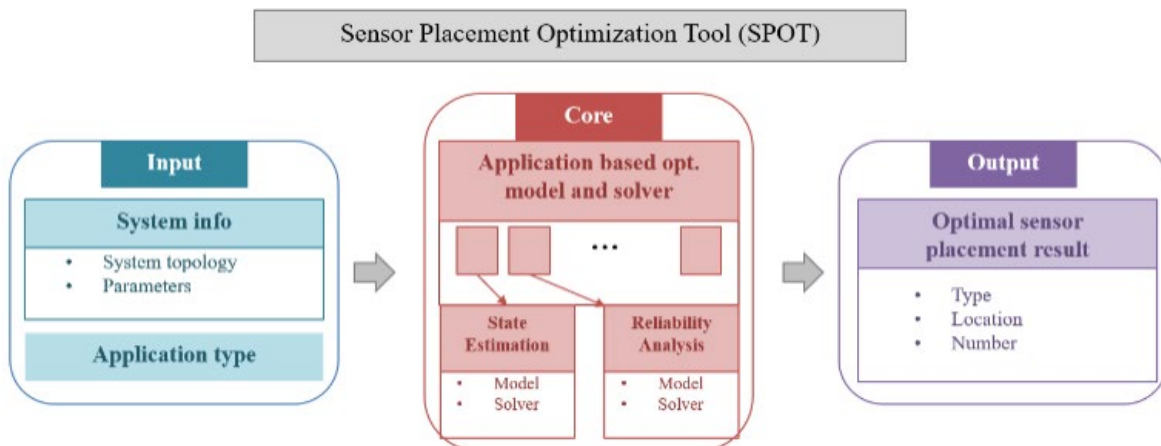 Sensor Placement Optimization Tool (SPOT)
Input
System info
• System topology
• Parameters
Application type
Core
Application based opt.
model and solver
...
State
Estimation
• Model
• Solver
Reliability
Analysis
• Model
• Solver
Output
Optimal sensor
placement result
• Type
• Location
• Number